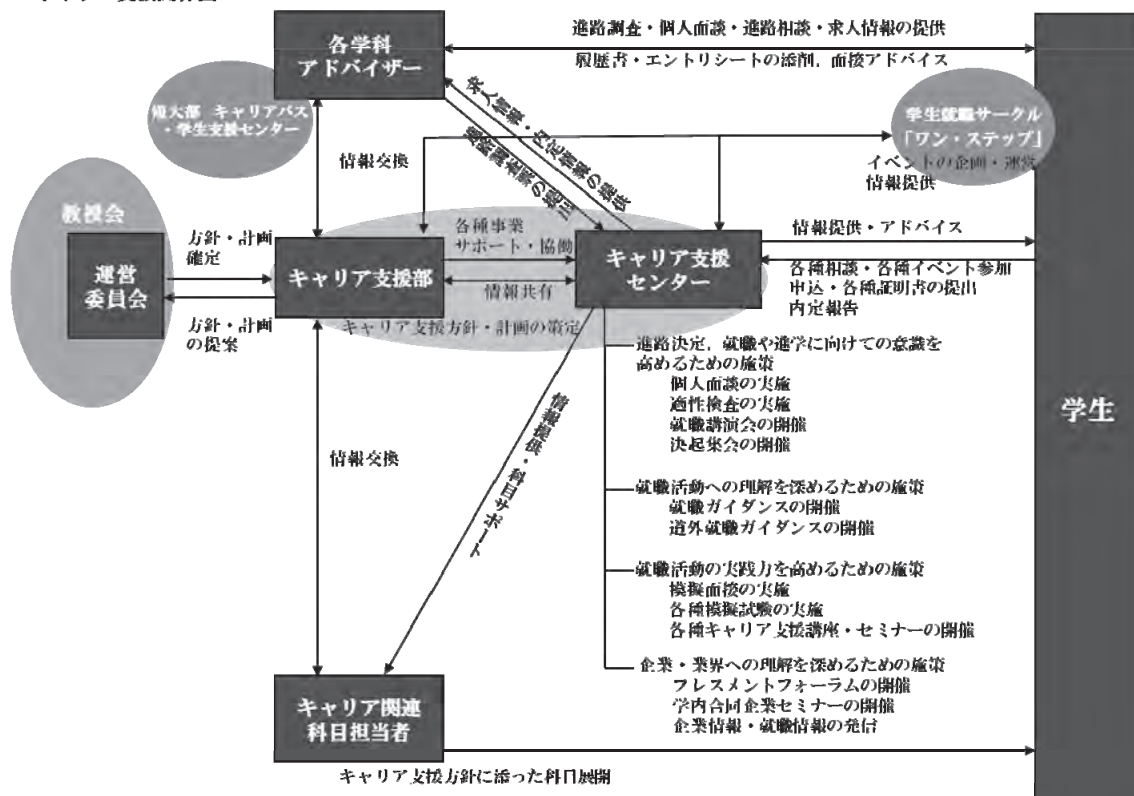 各学科
アドバイザー
進路調査・個人面談・進路相談・求人情報の提供
履歴書・エントリシートの添削，面接アドバイス
短大部 キャリアパス
・学生支援センター
求人情報・内定情報の提供
学生就職サークル
「ワン・ステップ」
イベントの企画・運営
情報提供
情報交換
教授会
運営
委員会
方針・計画
確定
方針・計画
の提案
キャリア支援部
各種事業
サポート・協働
情報共有
キャリア支援方針・計画の策定
キャリア支援
センター
情報提供・アドバイス
各種相談・各種イベント参加
申込・各種証明書の提出
内定報告
学生
進路決定，就職や進学に向けての意識を
高めるための施策
個人面談の実施
適性検査の実施
就職講演会の開催
決起集会の開催
就職活動への理解を深めるための施策
就職ガイダンスの開催
道外就職ガイダンスの開催
就職活動の実践力を高めるための施策
模擬面接の実施
各種模擬試験の実施
各種キャリア支援講座・セミナーの開催
企業・業界への理解を深めるための施策
プレスメントフォーラムの開催
学内合同企業セミナーの開催
企業情報・就職情報の発信
情報交換
情報提供・科目サポート
キャリア関連
科目担当者
キャリア支援方針に添った科目展開